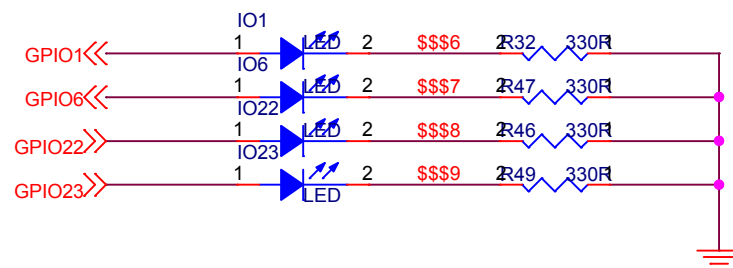 IO1
GPIO1 1 LED 2 $$$6 2 R32 330R 1
IO6
GPIO6 1 LED 2 $$$7 2 R47 330R 1
IO22
GPIO22 1 LED 2 $$$8 2 R46 330R 1
IO23
GPIO23 1 LED 2 $$$9 2 R49 330R 1